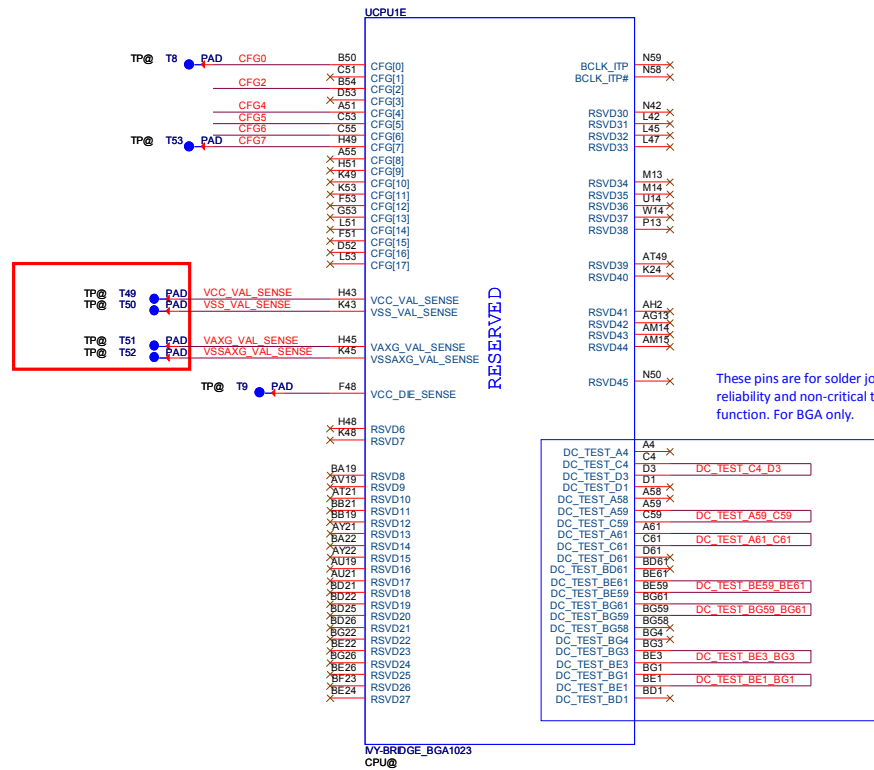 UCPU1E
TP@ T8 PAD CFG0 B50 CFG[0] BCLK_ITP N59
C51 CFG[1] BCLK_ITP# N58
CFG2 B54 CFG[2]
D53 CFG[3]
CFG4 A51 CFG[4] RSVD30 N42
CFG5 C53 CFG[5] RSVD31 L42
CFG6 C55 CFG[6] RSVD32 L45
TP@ T53 PAD CFG7 H49 CFG[7] RSVD33 L47
A55 CFG[8]
H51 CFG[9]
K49 CFG[10] RSVD34 M13
K53 CFG[11] RSVD35 M14
F53 CFG[12] RSVD36 U14
G53 CFG[13] RSVD37 W14
L51 CFG[14] RSVD38 P13
F51 CFG[15]
D52 CFG[16]
L53 CFG[17] RSVD39 AT49
RSVD40 K24
TP@ T49 PAD VCC_VAL_SENSE H43 VCC_VAL_SENSE
TP@ T50 PAD VSS_VAL_SENSE K43 VSS_VAL_SENSE RSVD41 AH2
RSVD42 AG13
RSVD43 AM14
TP@ T51 PAD VAXG_VAL_SENSE H45 VAXG_VAL_SENSE RSVD44 AM15
TP@ T52 PAD VSSAXG_VAL_SENSE K45 VSSAXG_VAL_SENSE
RESERVED
RSVD45 N50
TP@ T9 PAD F48 VCC_DIE_SENSE
These pins are for solder jo
reliability and non-critical t
function. For BGA only.
H48 RSVD6
K48 RSVD7
DC_TEST_A4 A4
DC_TEST_C4 C4
BA19 RSVD8 DC_TEST_D3 D3 DC_TEST_C4_D3
AV19 RSVD9 DC_TEST_D1 D1
AT21 RSVD10 DC_TEST_A58 A58
BB21 RSVD11 DC_TEST_A59 A59
BB19 RSVD12 DC_TEST_C59 C59 DC_TEST_A59_C59
AY21 RSVD13 DC_TEST_A61 A61
BA22 RSVD14 DC_TEST_C61 C61 DC_TEST_A61_C61
AY22 RSVD15 DC_TEST_D61 D61
AU19 RSVD16 DC_TEST_BD61 BD61
AU21 RSVD17 DC_TEST_BE61 BE61
BD21 RSVD18 DC_TEST_BE59 BE59 DC_TEST_BE59_BE61
BD22 RSVD19 DC_TEST_BG61 BG61
BD25 RSVD20 DC_TEST_BG59 BG59 DC_TEST_BG59_BG61
BD26 RSVD21 DC_TEST_BG58 BG58
BG22 RSVD22 DC_TEST_BG4 BG4
BE22 RSVD23 DC_TEST_BG3 BG3
BG26 RSVD24 DC_TEST_BE3 BE3 DC_TEST_BE3_BG3
BE26 RSVD25 DC_TEST_BG1 BG1
BF23 RSVD26 DC_TEST_BE1 BE1 DC_TEST_BE1_BG1
BE24 RSVD27 DC_TEST_BD1 BD1
IVY-BRIDGE_BGA1023
CPU@